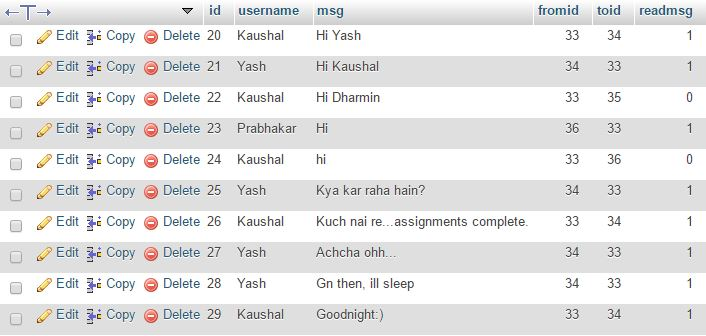 id username msg fromid toid readmsg
Edit Copy Delete 20 Kaushal Hi Yash 33 34 1
Edit Copy Delete 21 Yash Hi Kaushal 34 33 1
Edit Copy Delete 22 Kaushal Hi Dharmin 33 35 0
Edit Copy Delete 23 Prabhakar Hi 36 33 1
Edit Copy Delete 24 Kaushal hi 33 36 0
Edit Copy Delete 25 Yash Kya kar raha hain? 34 33 1
Edit Copy Delete 26 Kaushal Kuch nai re...assignments complete. 33 34 1
Edit Copy Delete 27 Yash Achcha ohh... 34 33 1
Edit Copy Delete 28 Yash Gn then, ill sleep 34 33 1
Edit Copy Delete 29 Kaushal Goodnight:) 33 34 1